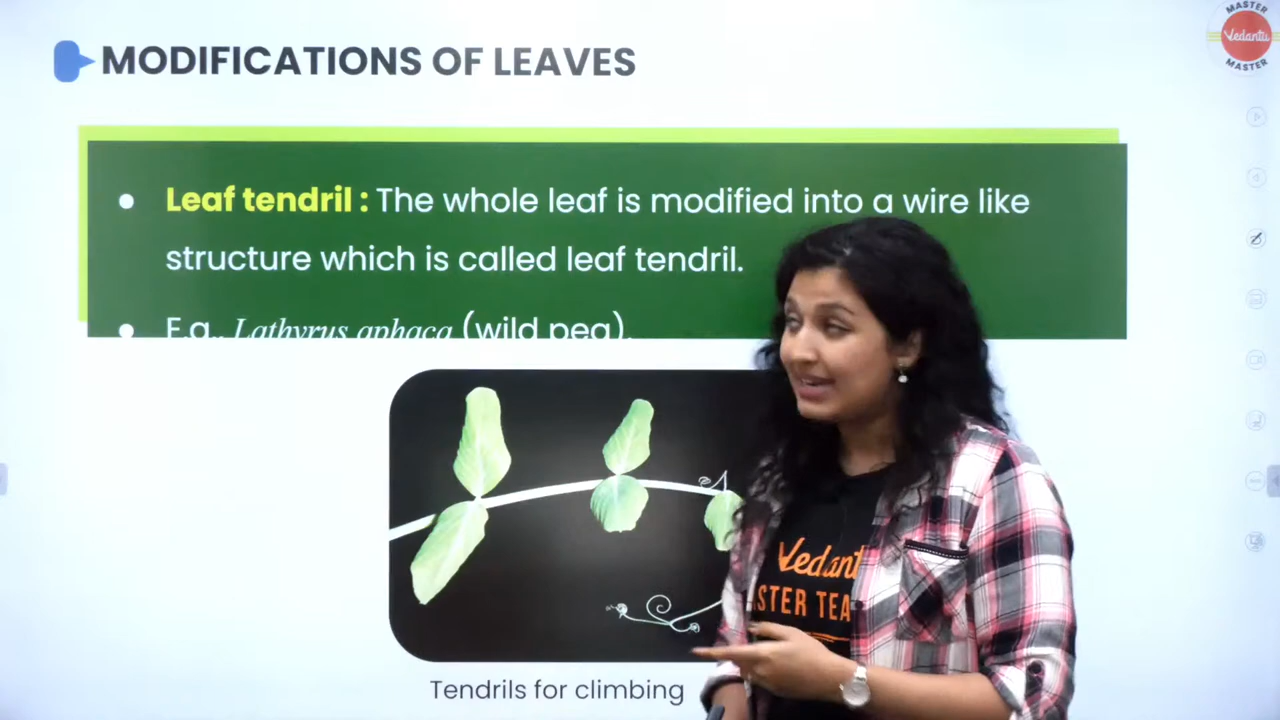 MASTER
Vedantu
MASTER
MODIFICATIONS OF LEAVES
Leaf tendril : The whole leaf is modified into a wire like
structure which is called leaf tendril.
E.g., Lathyrus aphaca (wild pea).
Vedant
STER TEA
Tendrils for climbing